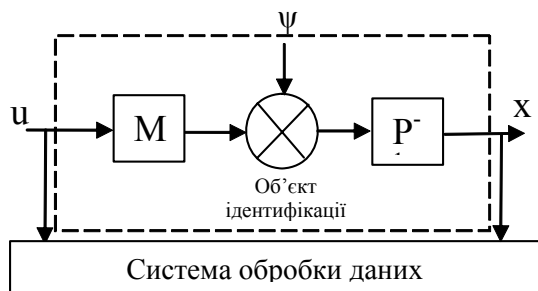 ψ
u
M
P-
x
Об’єкт
ідентифікації
Система обробки даних